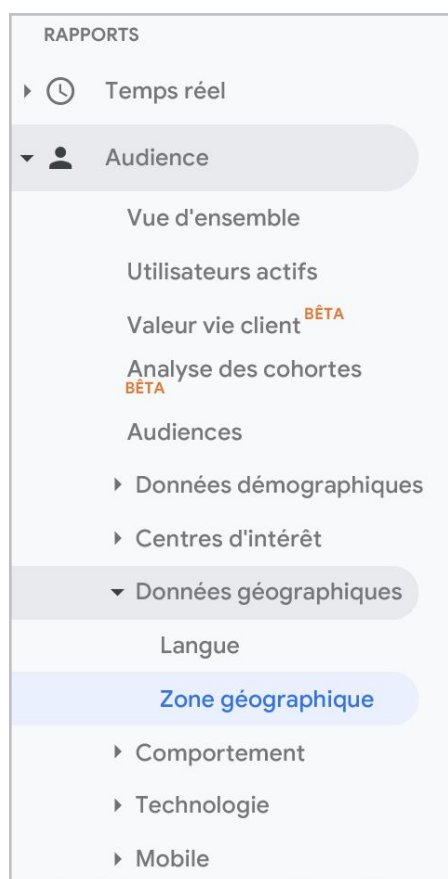 RAPPORTS
Temps réel
Audience
Vue d'ensemble
Utilisateurs actifs
Valeur vie client BÊTA
Analyse des cohortes
BÊTA
Audiences
Données démographiques
Centres d'intérêt
Données géographiques
Langue
Zone géographique
Comportement
Technologie
Mobile